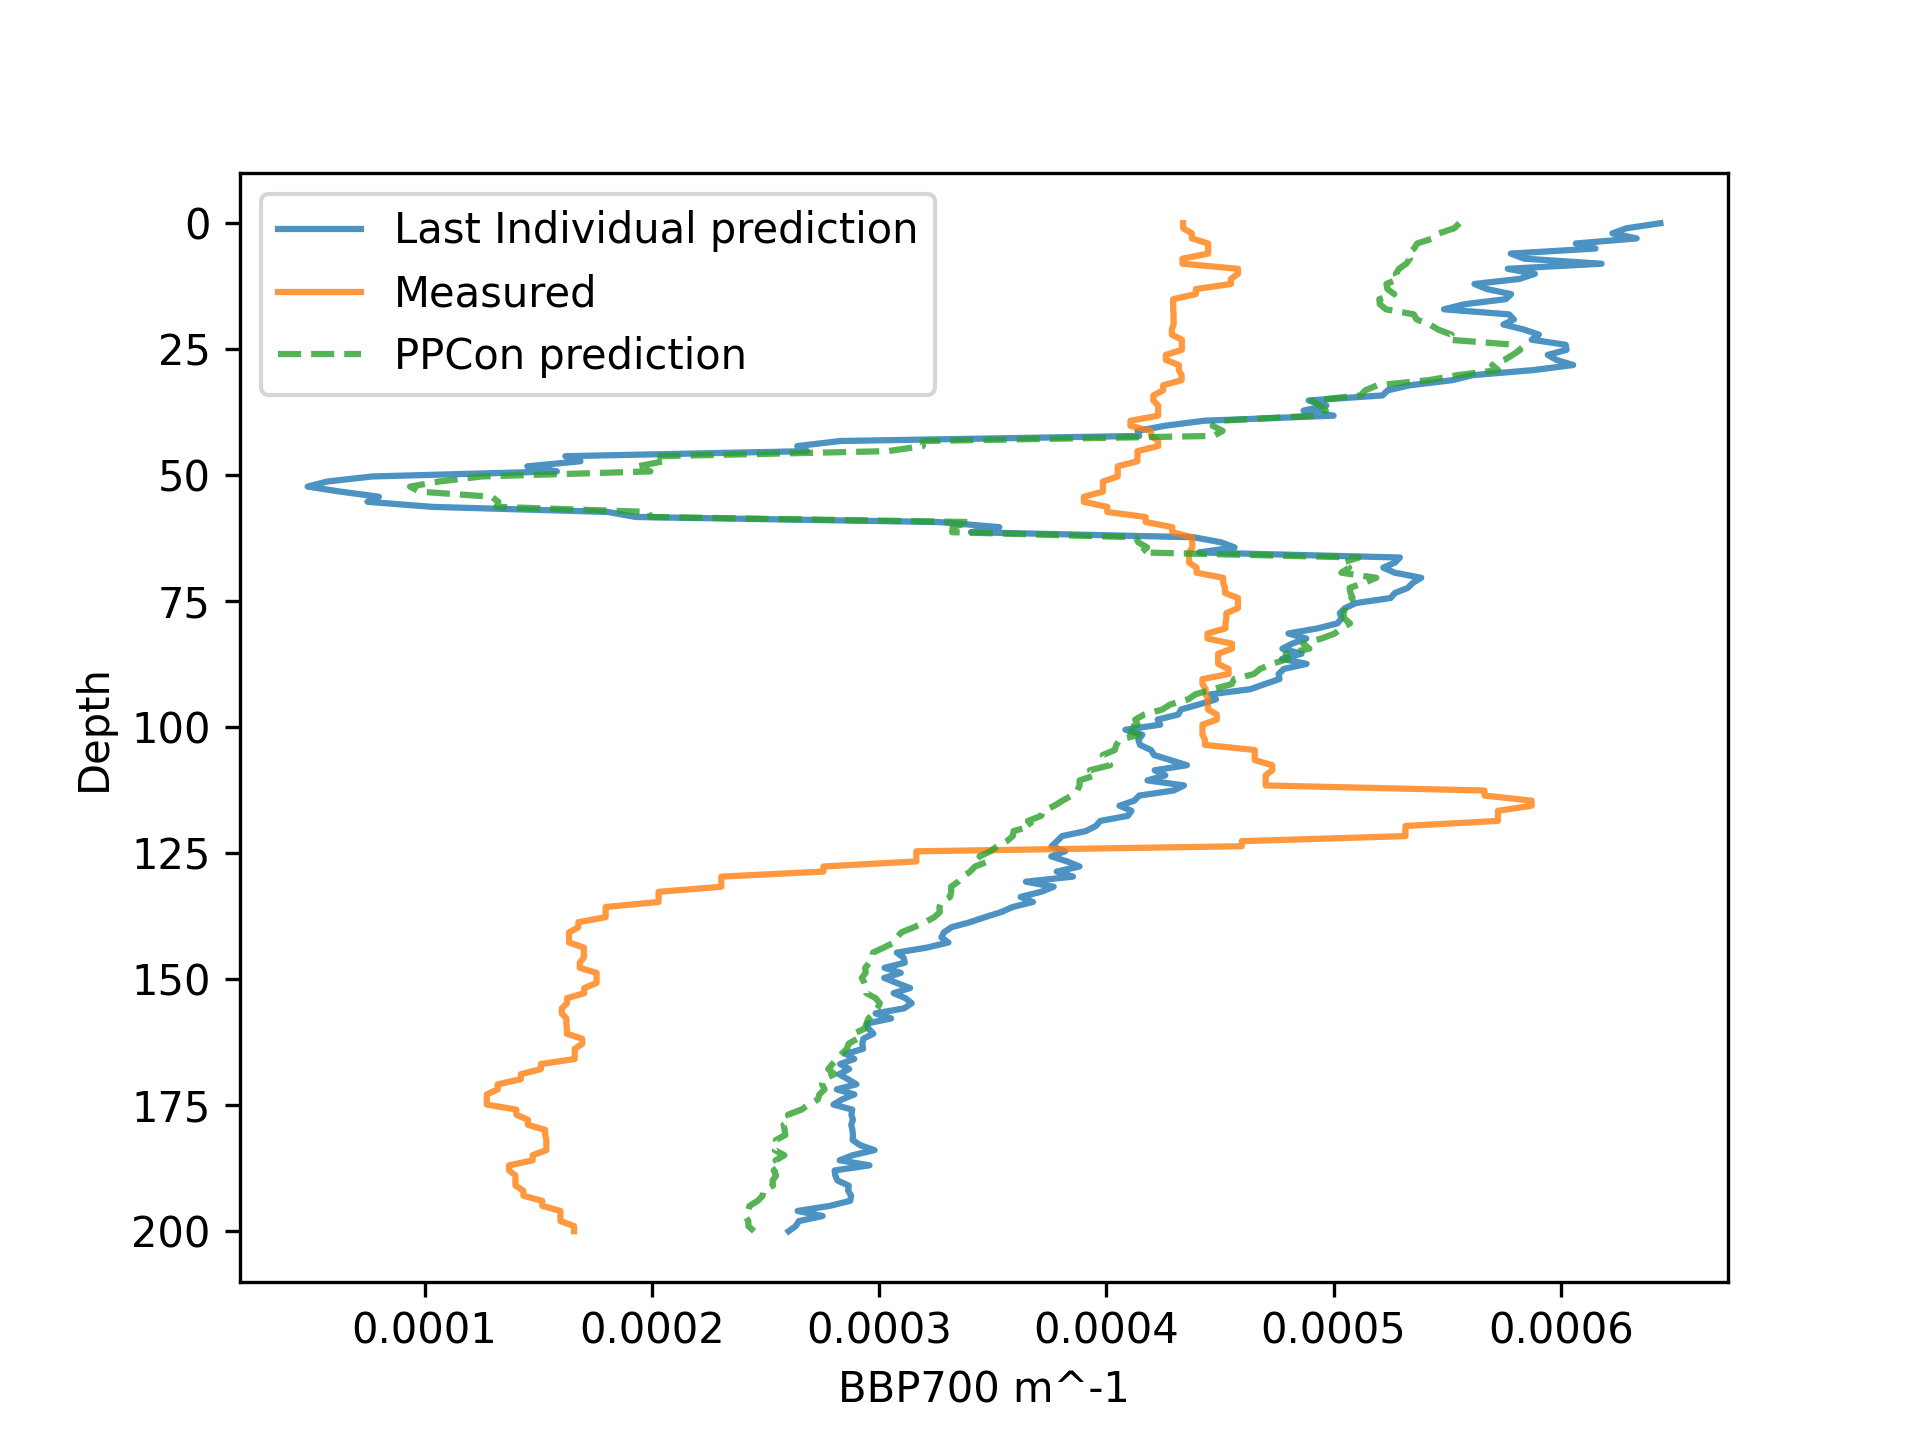 Last Individual prediction
Measured
PPCon prediction
0
25
50
75
100
125
150
175
200
Depth
0.0001 0.0002 0.0003 0.0004 0.0005 0.0006
BBP700 m^-1